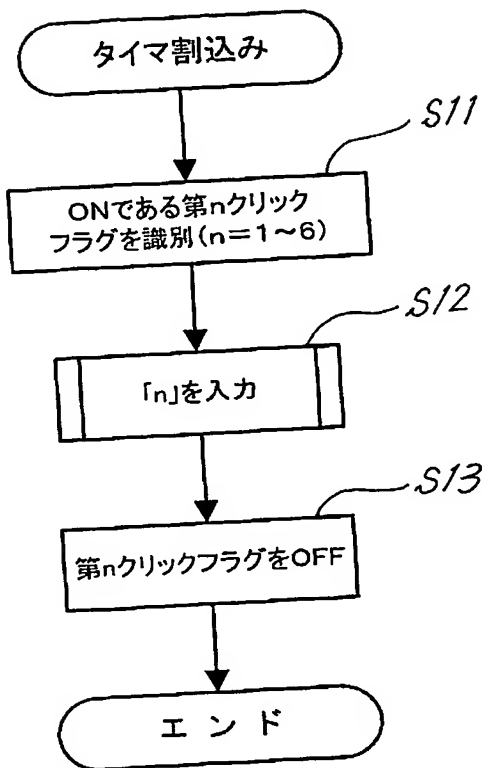 タイマ割込み
S11
ONである第nクリック
フラグを識別(n=1~6)
S12
「n」を入力
S13
第nクリックフラグをOFF
エンド